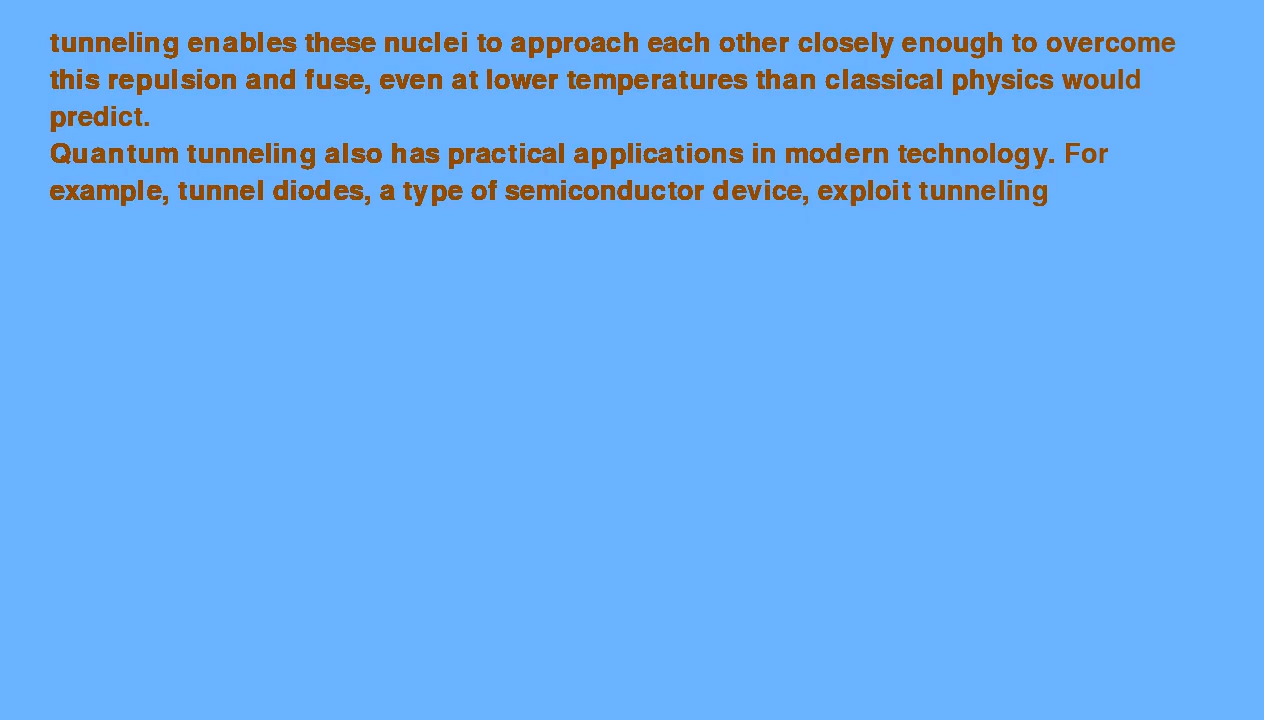 tunneling enables these nuclei to approach each other closely enough to overcome
this repulsion and fuse, even at lower temperatures than classical physics would
predict.
Quantum tunneling also has practical applications in modern technology. For
example, tunnel diodes, a type of semiconductor device, exploit tunneling